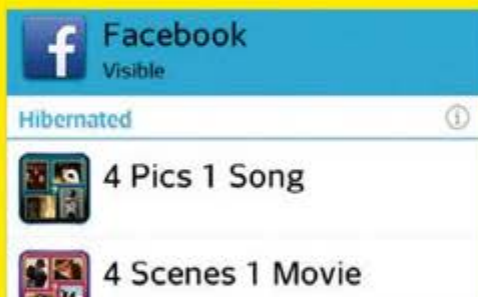 Facebook
Visible
Hibernated
4 Pics 1 Song
4 Scenes 1 Movie